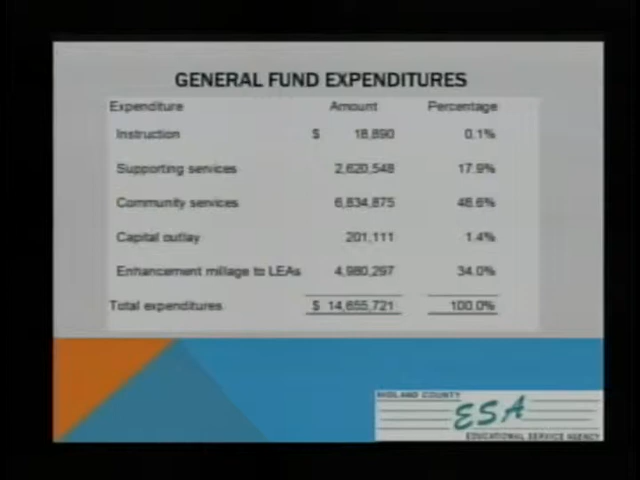 GENERAL FUND EXPENDITURES
Expenditure Amount Percentage
Instruction $ 18,890 0.1%
Supporting services 2,620,548 17.9%
Community services 6,834,875 46.6%
Capital outlay 201,111 1.4%
Enhancement millage to LEAs 4,980,297 34.0%
Total expenditures $ 14,655,721 100.0%
MIDLAND COUNTY
ESA
EDUCATIONAL SERVICE AGENCY